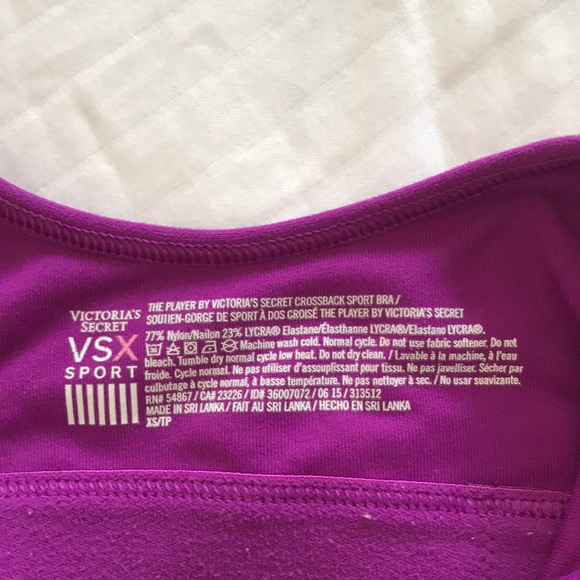 VICTORIA'S
SECRET
VSX
SPORT
THE PLAYER BY VICTORIA'S SECRET CROSSBACK SPORT BRA /
SOUTIEN-GORGE DE SPORT À DOS CROISÉ THE PLAYER BY VICTORIA'S SECRET
77% Nylon/Nailon 23% LYCRA® Elastane/Élasthanne LYCRA®/Elastano LYCRA®.
Machine wash cold. Normal cycle. Do not use fabric softener. Do not
bleach. Tumble dry normal cycle low heat. Do not dry clean. / Lavable à la machine, à l'eau
froide. Cycle normal. Ne pas utiliser d'assouplissant pour tissu. Ne pas javelliser. Sécher par
culbutage à cycle normal, à basse température. Ne pas nettoyer à sec. / No usar suavizante.
RN# 54867 / CA# 23226 / ID# 36007072 / 06 15 / 313512
MADE IN SRI LANKA / FAIT AU SRI LANKA / HECHO EN SRI LANKA
XS/TP